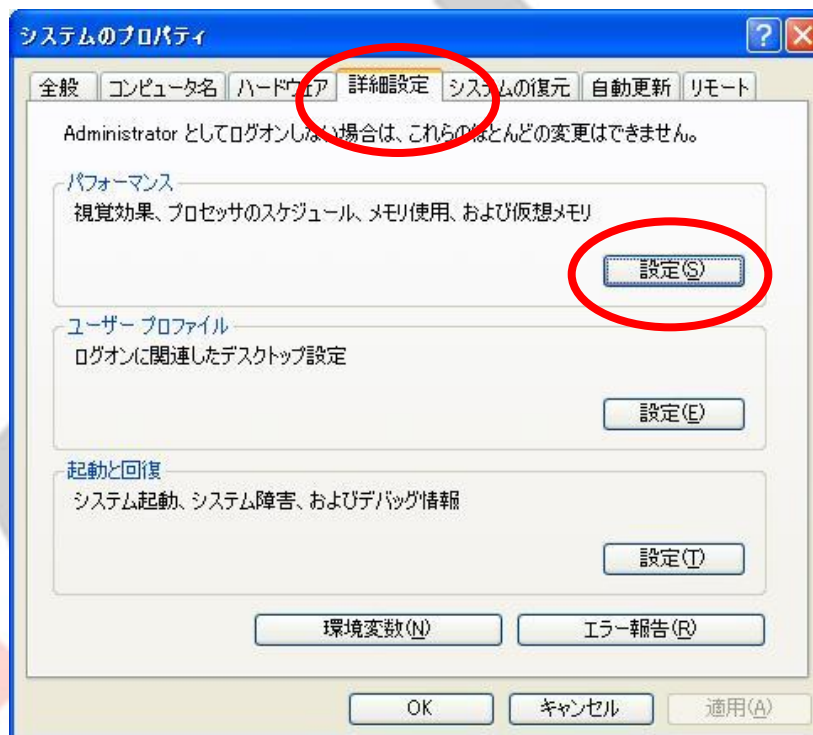 システムのプロパティ
全般 コンピュータ名 ハードウェア 詳細設定 システムの復元 自動更新 リモート
Administrator としてログオンしない場合は、これらのほとんどの変更はできません。
パフォーマンス
視覚効果、プロセッサのスケジュール、メモリ使用、および仮想メモリ
設定(S)
ユーザー プロファイル
ログオンに関連したデスクトップ設定
設定(E)
起動と回復
システム起動、システム障害、およびデバッグ情報
設定(T)
環境変数(N) エラー報告(R)
OK キャンセル 適用(A)